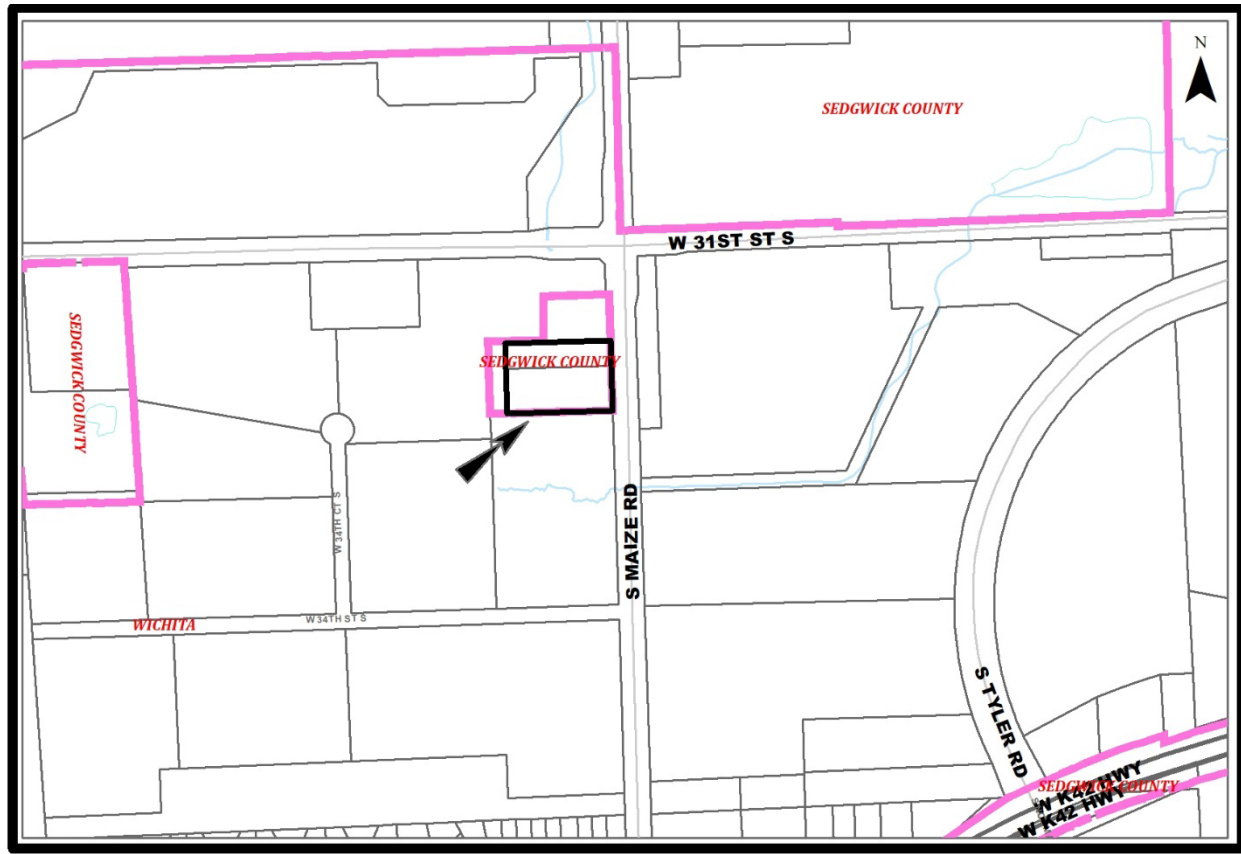 N
SEDGWICK COUNTY
W 31ST ST S
SEDGWICK COUNTY
SEDGWICK COUNTY
S MAIZE RD
W 34TH CT S
W 34TH ST S
WICHITA
S TYLER RD
SEDGWICK COUNTY
W K42 HWY
W K42 HWY